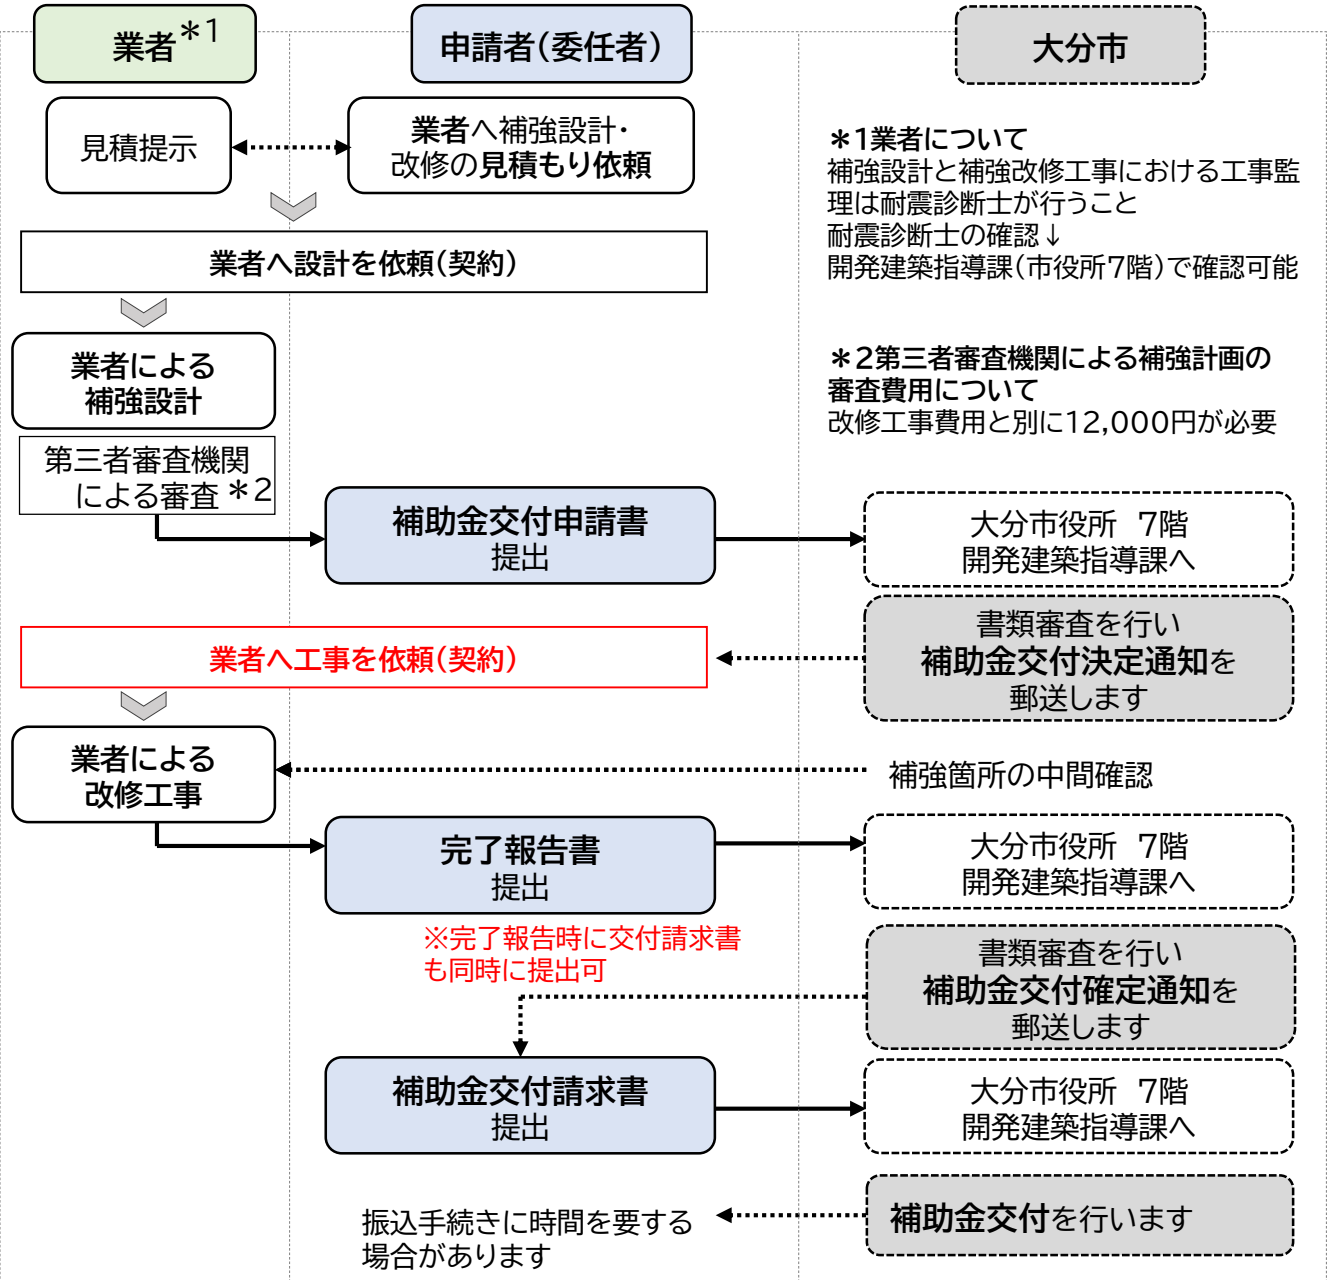 業者＊1
申請者（委任者）
大分市
見積提示
業者へ補強設計・
改修の見積もり依頼
＊1業者について
補強設計と補強改修工事における工事監
理は耐震診断士が行うこと
耐震診断士の確認↓
開発建築指導課（市役所7階）で確認可能
業者へ設計を依頼（契約）
業者による
補強設計
＊2第三者審査機関による補強計画の
審査費用について
改修工事費用と別に12,000円が必要
第三者審査機関
による審査＊2
補助金交付申請書
提出
大分市役所　7階
開発建築指導課へ
書類審査を行い
補助金交付決定通知を
郵送します
業者へ工事を依頼（契約）
業者による
改修工事
補強箇所の中間確認
完了報告書
提出
大分市役所　7階
開発建築指導課へ
※完了報告時に交付請求書
も同時に提出可
書類審査を行い
補助金交付確定通知を
郵送します
補助金交付請求書
提出
大分市役所　7階
開発建築指導課へ
補助金交付を行います
振込手続きに時間を要する
場合があります